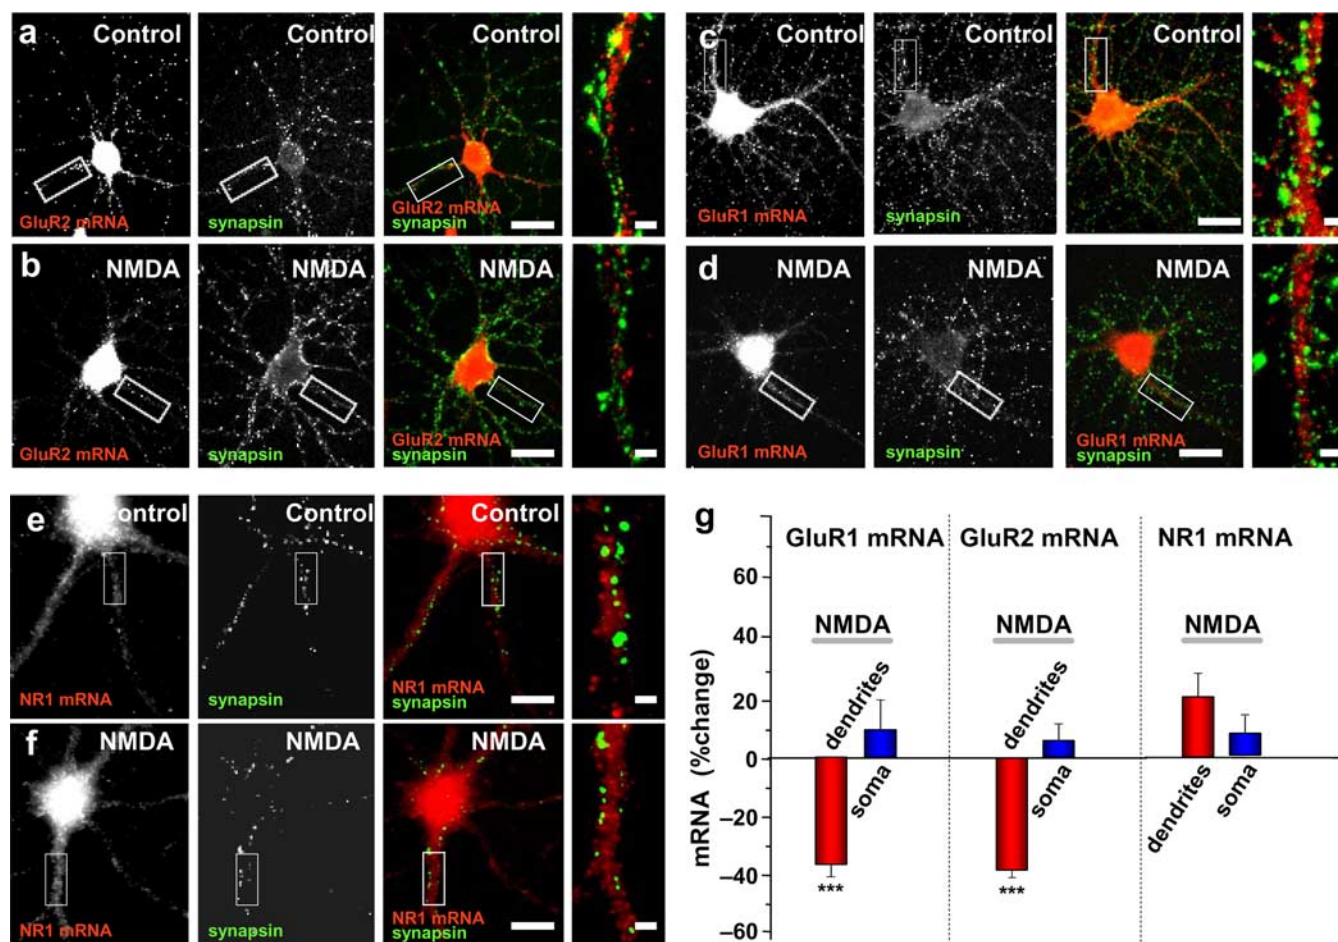 a
Control
GluR2 mRNA
synapsin
GluR2 mRNA
synapsin
Control
Control
b
NMDA
GluR2 mRNA
NMDA
synapsin
NMDA
GluR2 mRNA
synapsin
c
Control
GluR1 mRNA
Control
synapsin
Control
d
NMDA
GluR1 mRNA
NMDA
synapsin
NMDA
GluR1 mRNA
synapsin
e
Control
NR1 mRNA
Control
synapsin
Control
NR1 mRNA
synapsin
f
NMDA
NR1 mRNA
NMDA
synapsin
NMDA
NR1 mRNA
synapsin
g
GluR1 mRNA
GluR2 mRNA
NR1 mRNA
NMDA
NMDA
NMDA
mRNA (%change)
60
40
20
0
–20
–40
–60
dendrites
soma
***
dendrites
soma
***
dendrites
soma